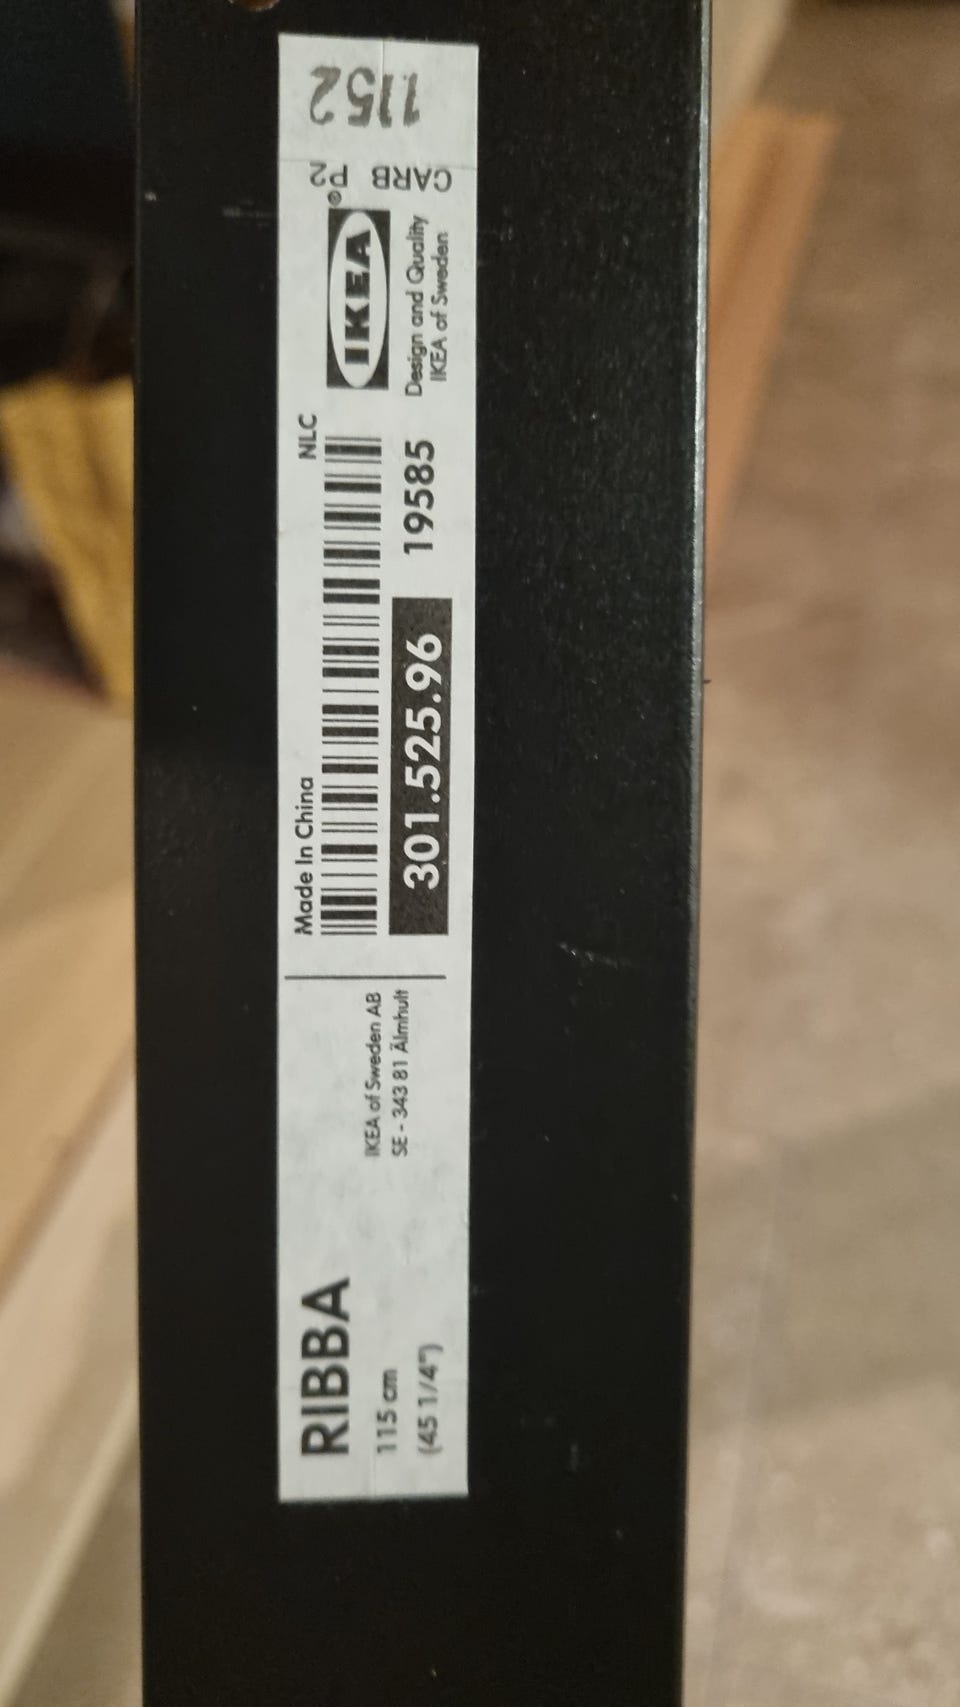 RIBBA
115 cm
(45 1/4")
IKEA of Sweden AB
SE - 343 81 Älmhult
Made In China
NLC
301.525.96
19585
IKEA®
Design and Quality
IKEA of Sweden
CARB P2
1152